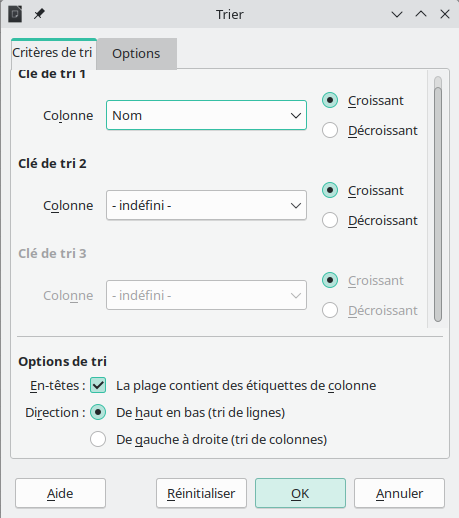 Trier
Critères de tri
Options
Clé de tri 1
Colonne
Nom
Croissant
Décroissant
Clé de tri 2
Colonne
- indéfini -
Croissant
Décroissant
Clé de tri 3
Colonne
- indéfini -
Croissant
Décroissant
Options de tri
En-têtes : La plage contient des étiquettes de colonne
Direction : De haut en bas (tri de lignes)
De gauche à droite (tri de colonnes)
Aide
Réinitialiser
OK
Annuler